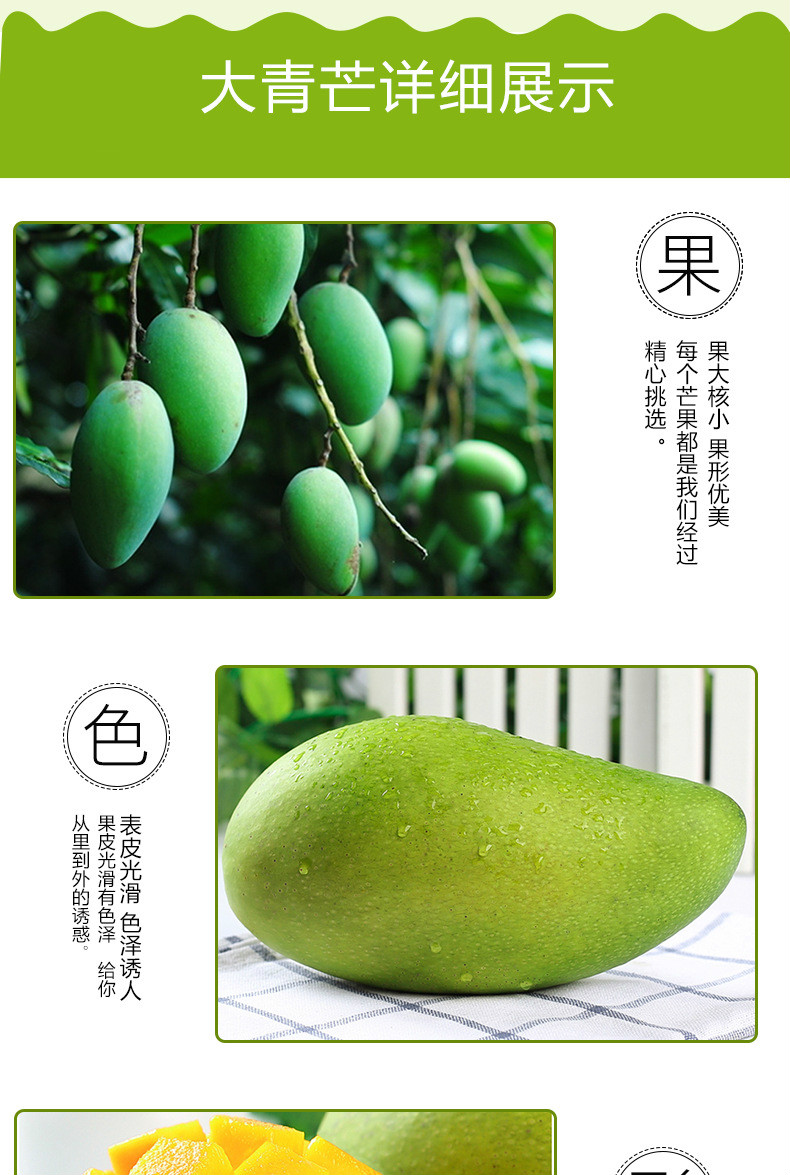 大青芒详细展示
果
果大核小 果形优美
每个芒果都是我们经过
精心挑选。
色
表皮光滑 色泽诱人
果皮光滑有色泽 给你
从里到外的诱惑。